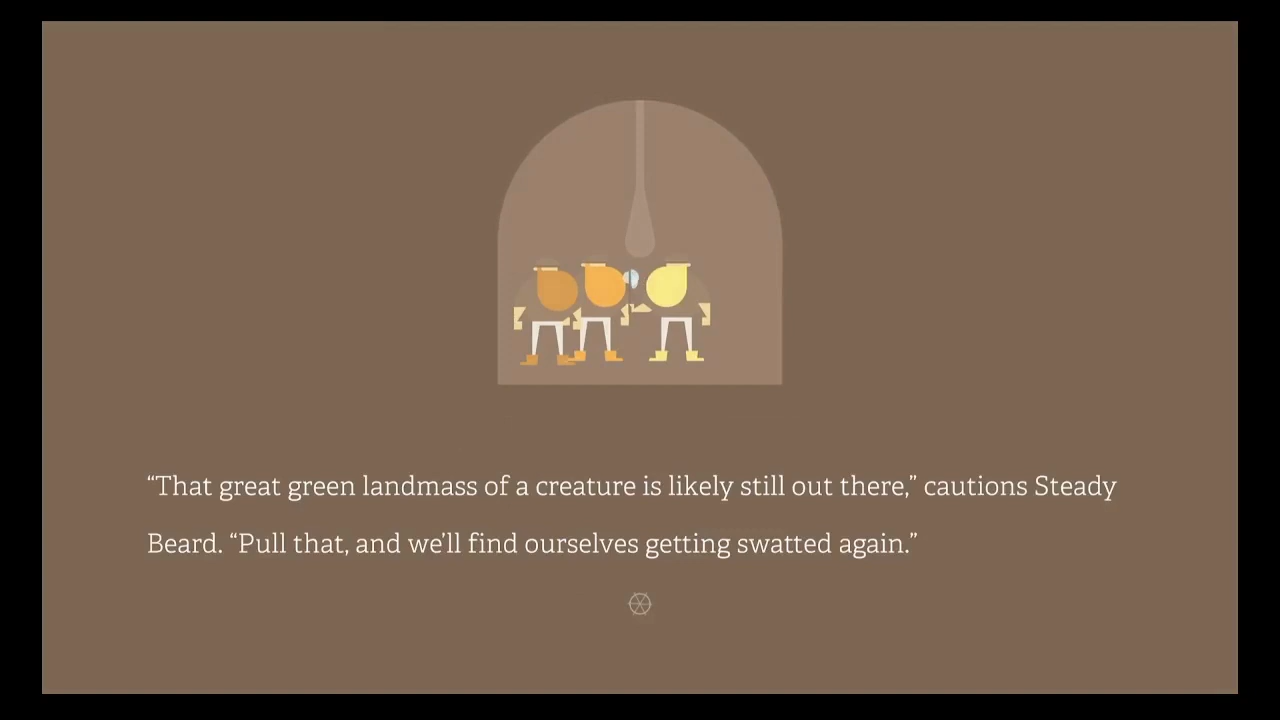 “That great green landmass of a creature is likely still out there,” cautions Steady
Beard. “Pull that, and we’ll find ourselves getting swatted again.”